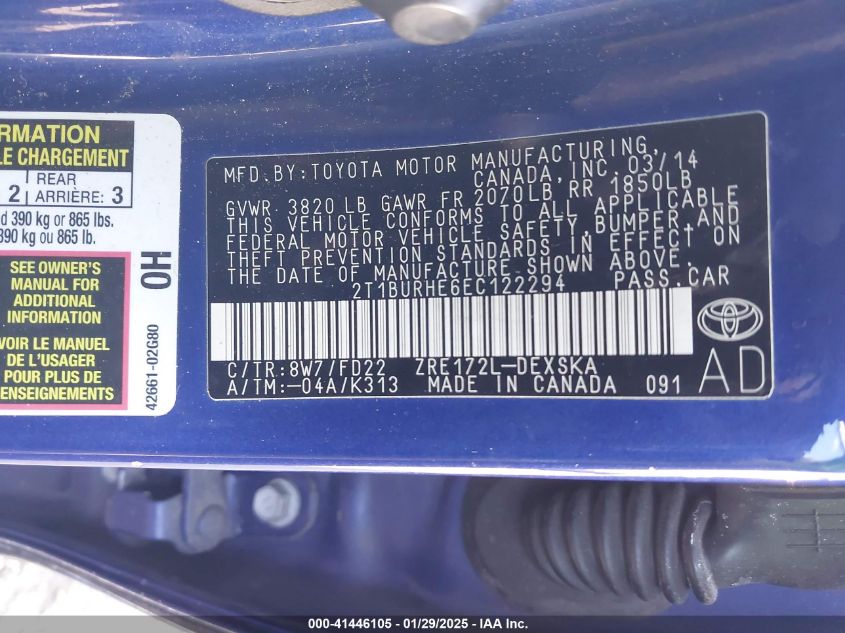 RMATION
LE CHARGEMENT
2 REAR
ARRIÈRE: 3
d 390 kg or 865 lbs.
390 kg ou 865 lb.
SEE OWNER'S
MANUAL FOR
ADDITIONAL
INFORMATION
VOIR LE MANUEL
DE L'USAGER
POUR PLUS DE
RENSEIGNEMENTS
OH
42661-02G80
MFD. BY: TOYOTA MOTOR MANUFACTURING,
CANADA, INC. 03/14
GVWR 3820 LB GAWR FR 2070LB, RR 1850LB
THIS VEHICLE CONFORMS TO ALL APPLICABLE
FEDERAL MOTOR VEHICLE SAFETY, BUMPER, AND
THEFT PREVENTION STANDARDS IN EFFECT ON
THE DATE OF MANUFACTURE SHOWN ABOVE.
2T1BURHE6EC122294 PASS. CAR
C/TR: 8W7/FD22 ZRE172L-DEXSKA
A/TM: -04A/K313 MADE IN CANADA 091
AD
000-41446105 - 01/29/2025 - IAA Inc.